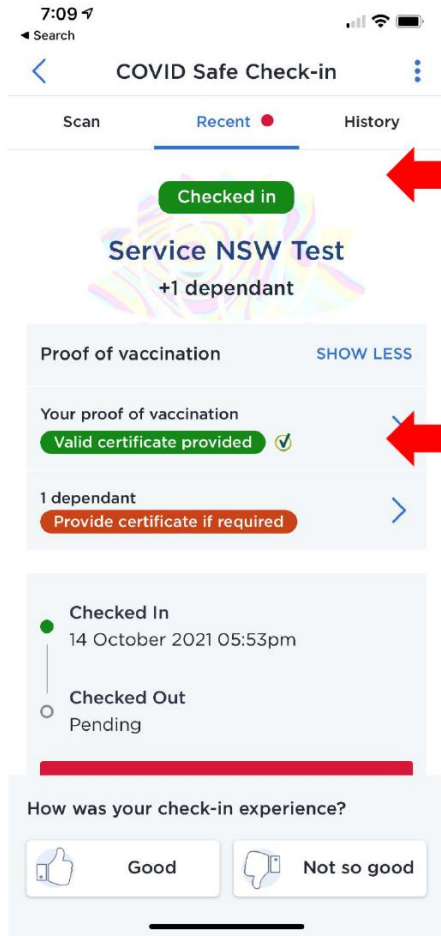 7:09
◀ Search
COVID Safe Check-in
Scan Recent History
Checked in
Service NSW Test
+1 dependant
Proof of vaccination SHOW LESS
Your proof of vaccination
Valid certificate provided
1 dependant
Provide certificate if required
Checked In
14 October 2021 05:53pm
Checked Out
Pending
How was your check-in experience?
Good Not so good